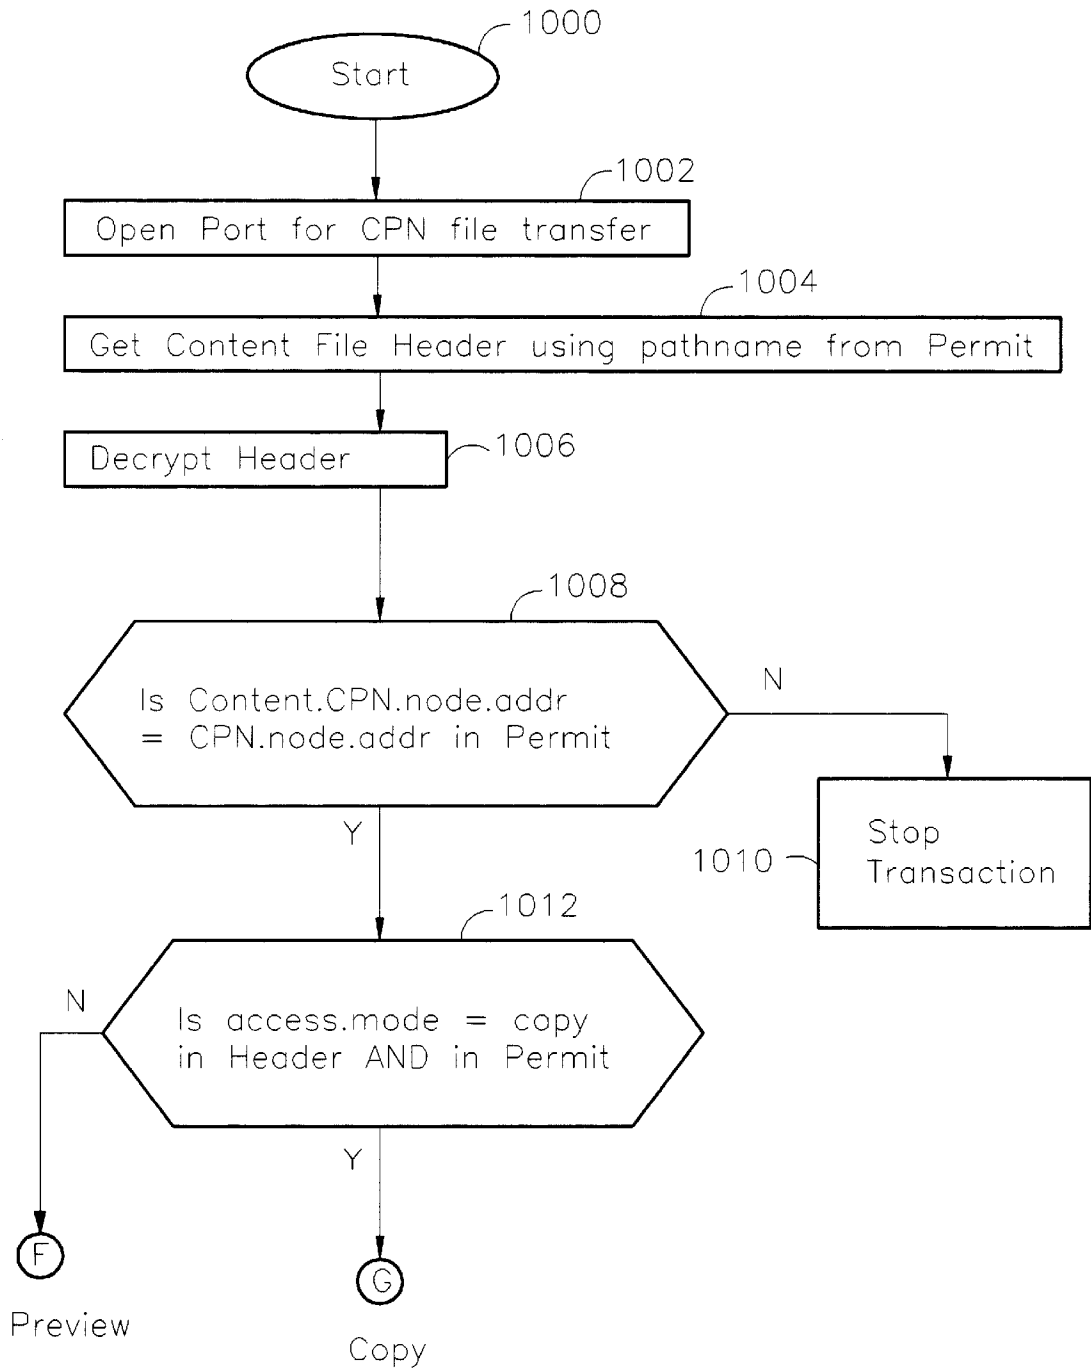 1000
Start
1002
Open Port for CPN file transfer
1004
Get Content File Header using pathname from Permit
1006
Decrypt Header
1008
Is Content.CPN.node.addr
= CPN.node.addr in Permit
N
Y
Stop
Transaction
1010
1012
N
Is access.mode = copy
in Header AND in Permit
Y
F
G
Preview
Copy